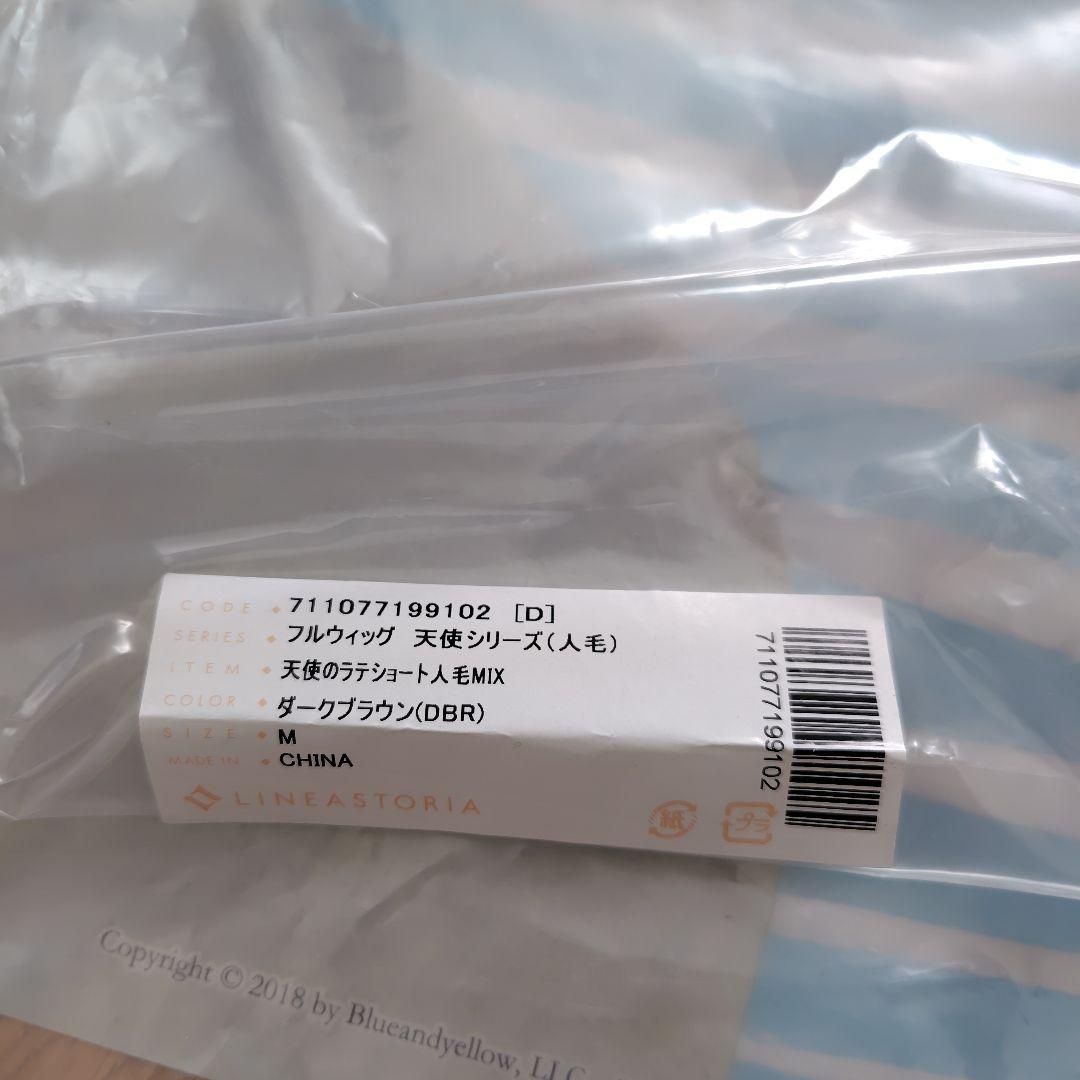 CODE ◆ 711077199102 [D]
SERIES ◆ フルウィッグ 天使シリーズ(人毛)
ITEM ◆ 天使のラテショート人毛MIX
COLOR ◆ ダークブラウン(DBR)
SIZE ◆ M
MADE IN ◆ CHINA
LINEASTORIA
紙
プラ
711077199102
Copyright © 2018 by Blueandyellow, LLC